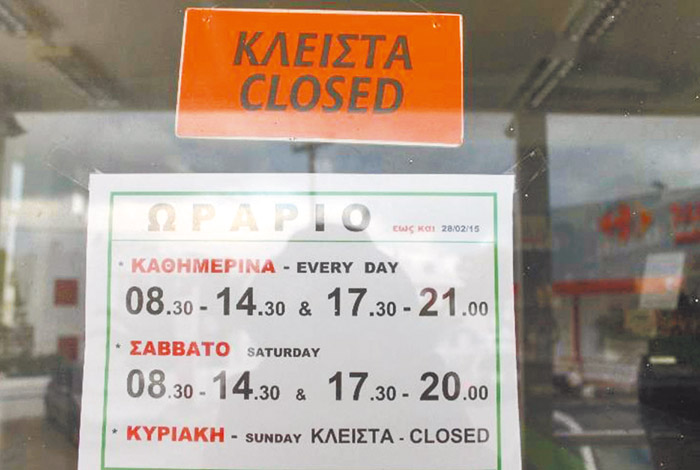 ΚΛΕΙΣΤΑ
CLOSED
ΩΡΑΡΙΟ εως και 28/02/15
* ΚΑΘΗΜΕΡΙΝΑ - EVERY DAY
08.30 - 14.30 & 17.30 - 21.00
* ΣΑΒΒΑΤΟ SATURDAY
08.30 - 14.30 & 17.30 - 20.00
* ΚΥΡΙΑΚΗ - SUNDAY ΚΛΕΙΣΤΑ - CLOSED